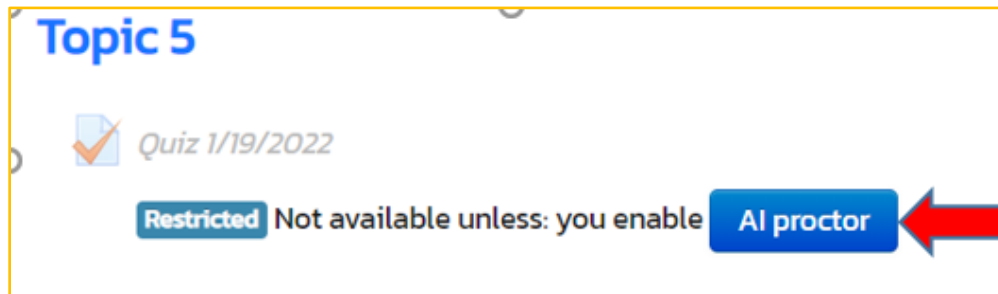 Topic 5
Quiz 1/19/2022
Restricted Not available unless: you enable AI proctor